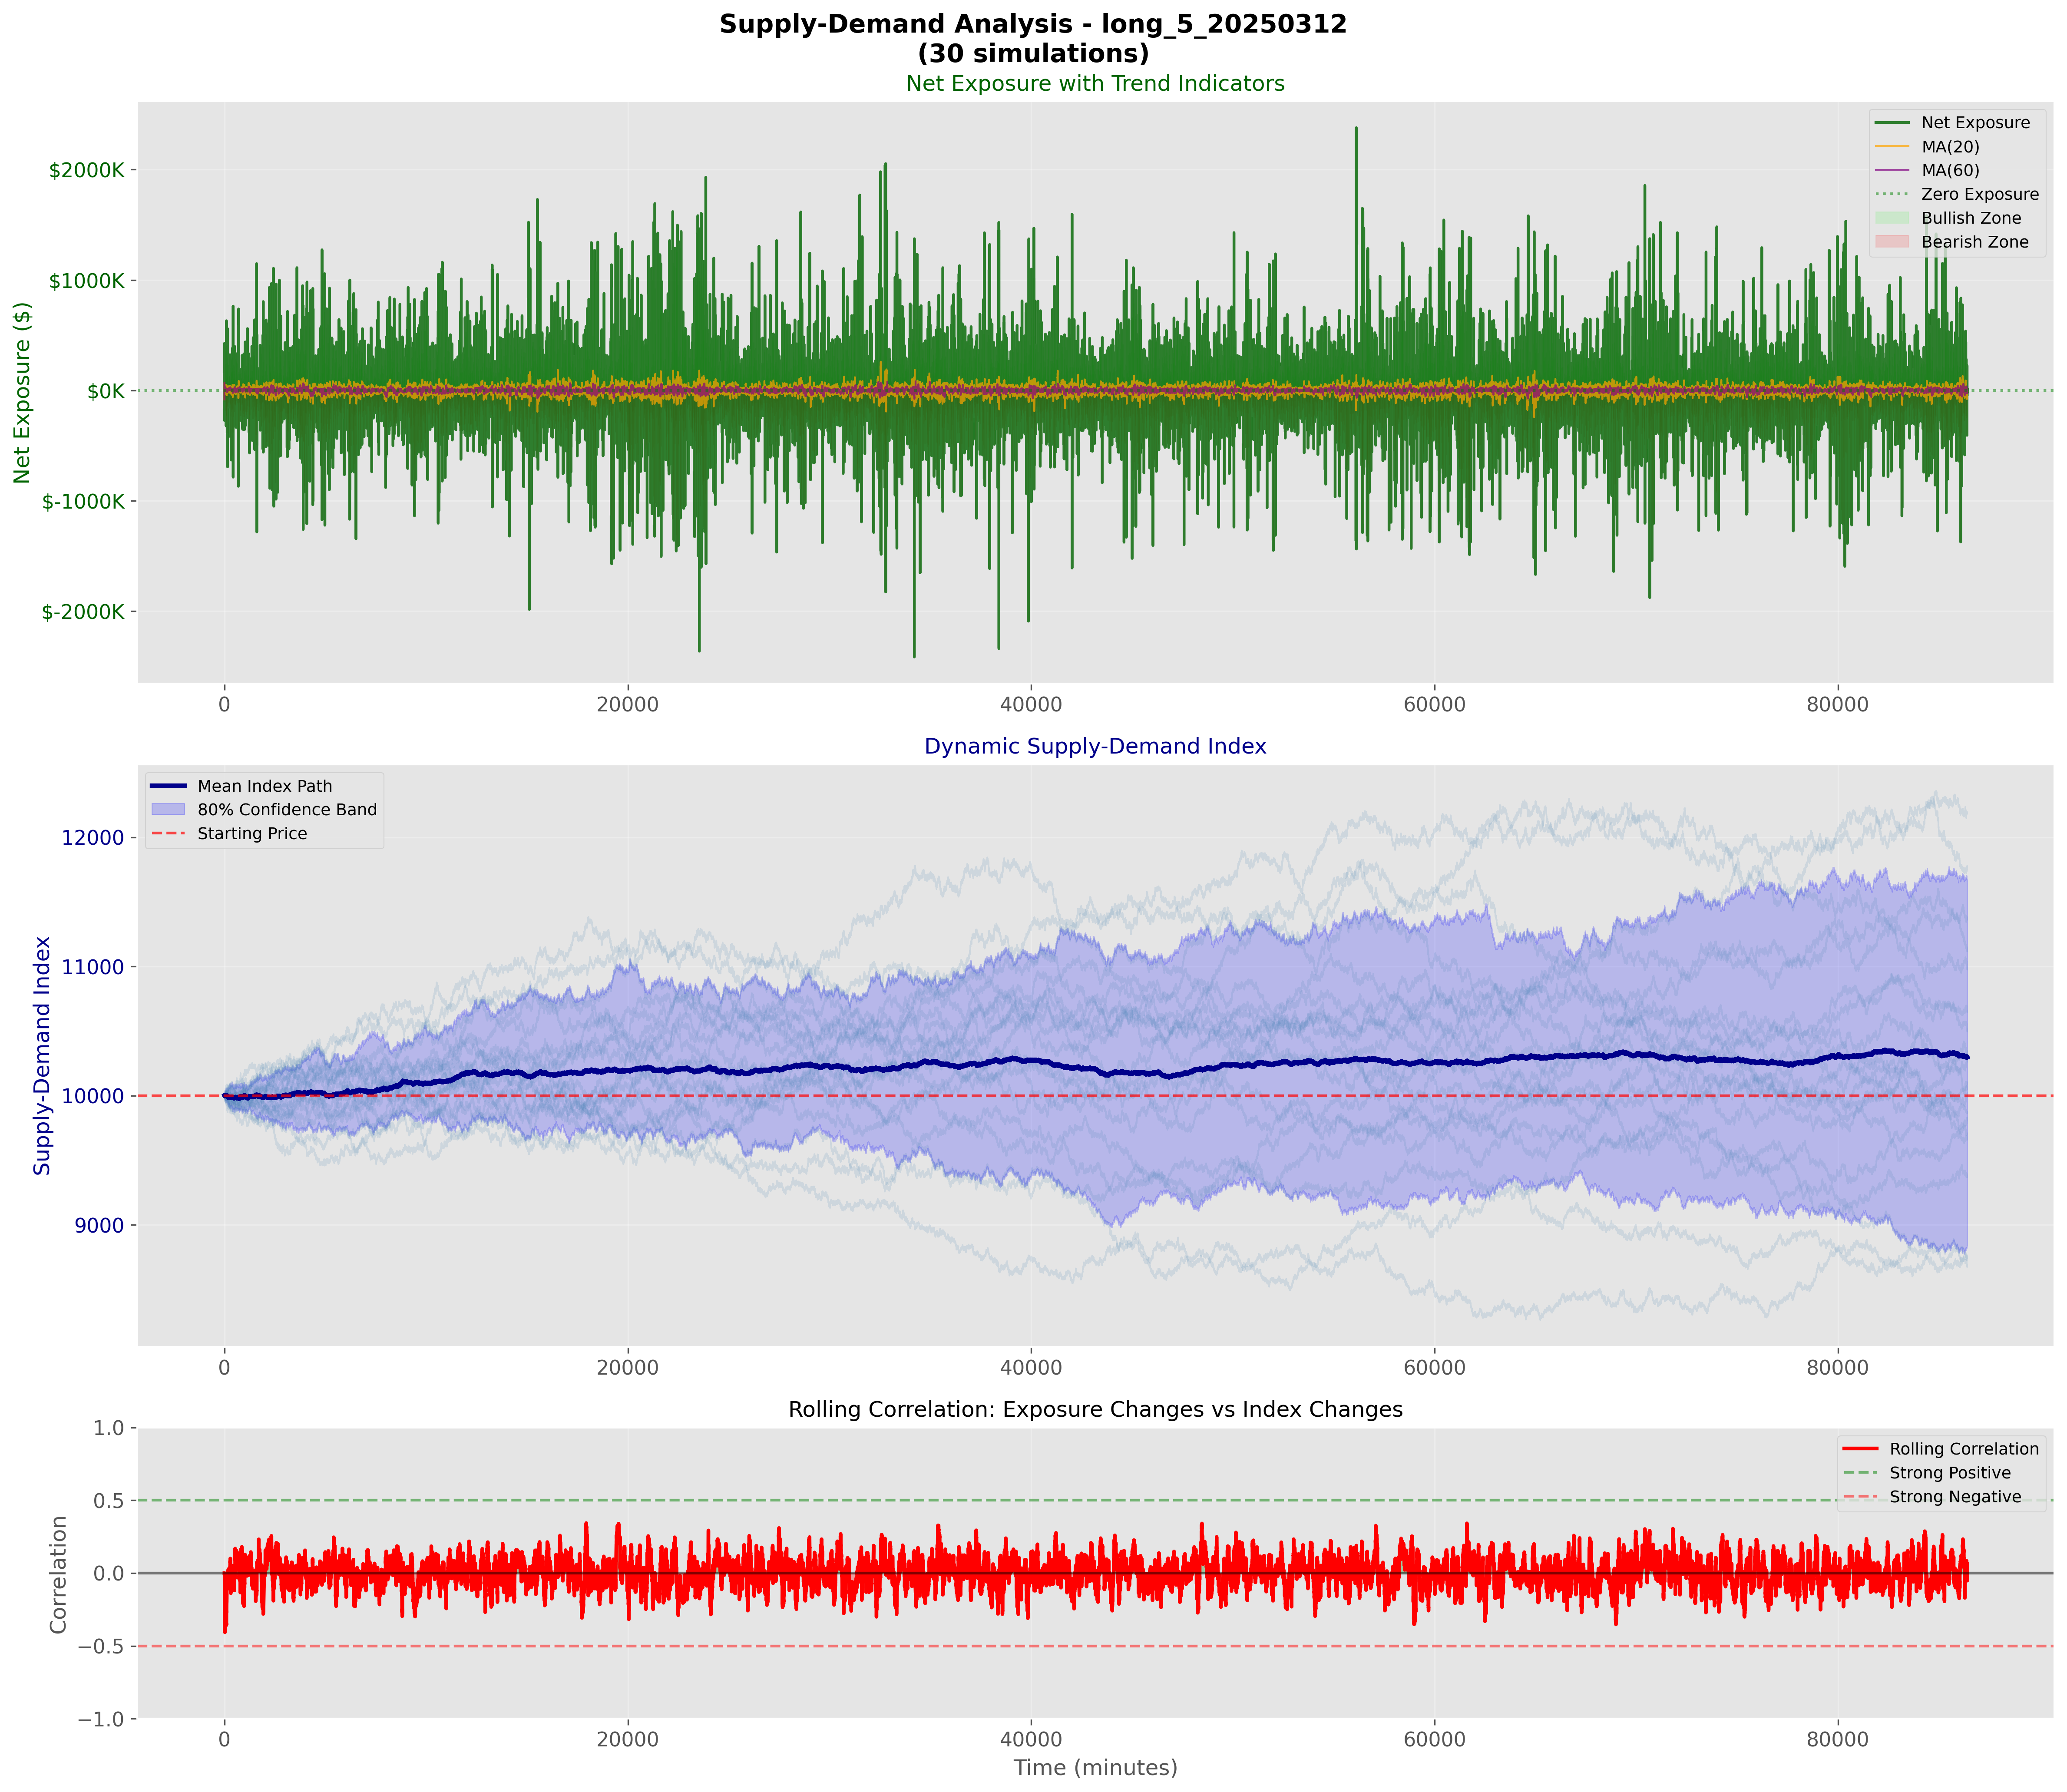 Supply-Demand Analysis - long_5_20250312
(30 simulations)
Net Exposure with Trend Indicators
Net Exposure ($)
$2000K
$1000K
$0K
$-1000K
$-2000K
Net Exposure
MA(20)
MA(60)
Zero Exposure
Bullish Zone
Bearish Zone
0
20000
40000
60000
80000
Dynamic Supply-Demand Index
Supply-Demand Index
12000
11000
10000
9000
Mean Index Path
80% Confidence Band
Starting Price
0
20000
40000
60000
80000
Rolling Correlation: Exposure Changes vs Index Changes
Correlation
1.0
0.5
0.0
−0.5
−1.0
Rolling Correlation
Strong Positive
Strong Negative
0
20000
40000
60000
80000
Time (minutes)